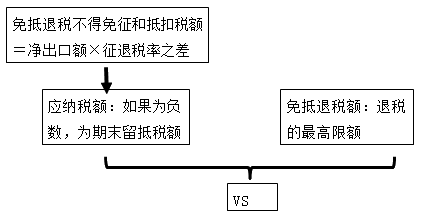 免抵退税不得免征和抵扣税额
＝净出口额×征退税率之差
应纳税额：如果为负
数，为期末留抵税额
免抵退税额：退税
的最高限额
VS